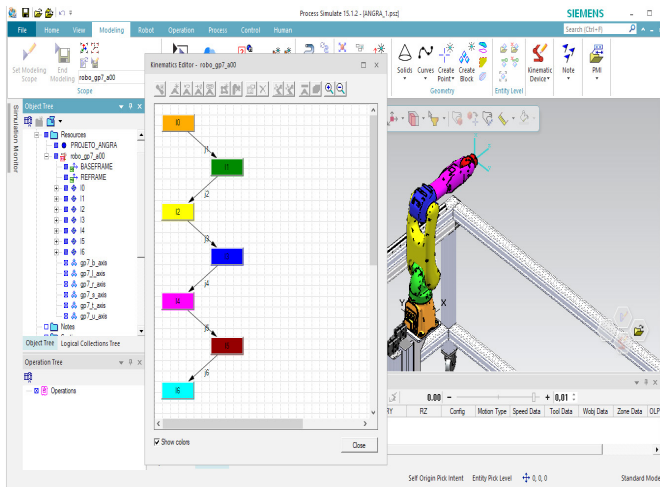 Process Simulate 15.1.2 - [ANGRA_1.psz]
SIEMENS
File Home View Modeling Robot Operation Process Control Human
Search (Ctrl+F)
Set Modeling Scope
End Modeling
robo_gp7_a00
Scope
Solids
Curves
Create Point
Create Block
Geometry
Entity Level
Kinematic Device
Note
PMI
Simulation Monitor
Object Tree
Resources
PROJETO_ANGRA
robo_gp7_a00
BASEFRAME
REFRAME
l0
l1
l2
l3
l4
l5
l6
gp7_b_axis
gp7_l_axis
gp7_r_axis
gp7_s_axis
gp7_t_axis
gp7_u_axis
Notes
Object Tree Logical Collections Tree
Operation Tree
Operations
Kinematics Editor - robo_gp7_a00
l0
j1
l1
j2
l2
j3
l3
j4
l4
j5
l5
j6
l6
Show colors
Close
Y
X
0.00
0,01
RY RZ Config Motion Type Speed Data Tool Data Wobj Data Zone Data OLP
Self Origin Pick Intent Entity Pick Level 0, 0, 0 Standard Mode